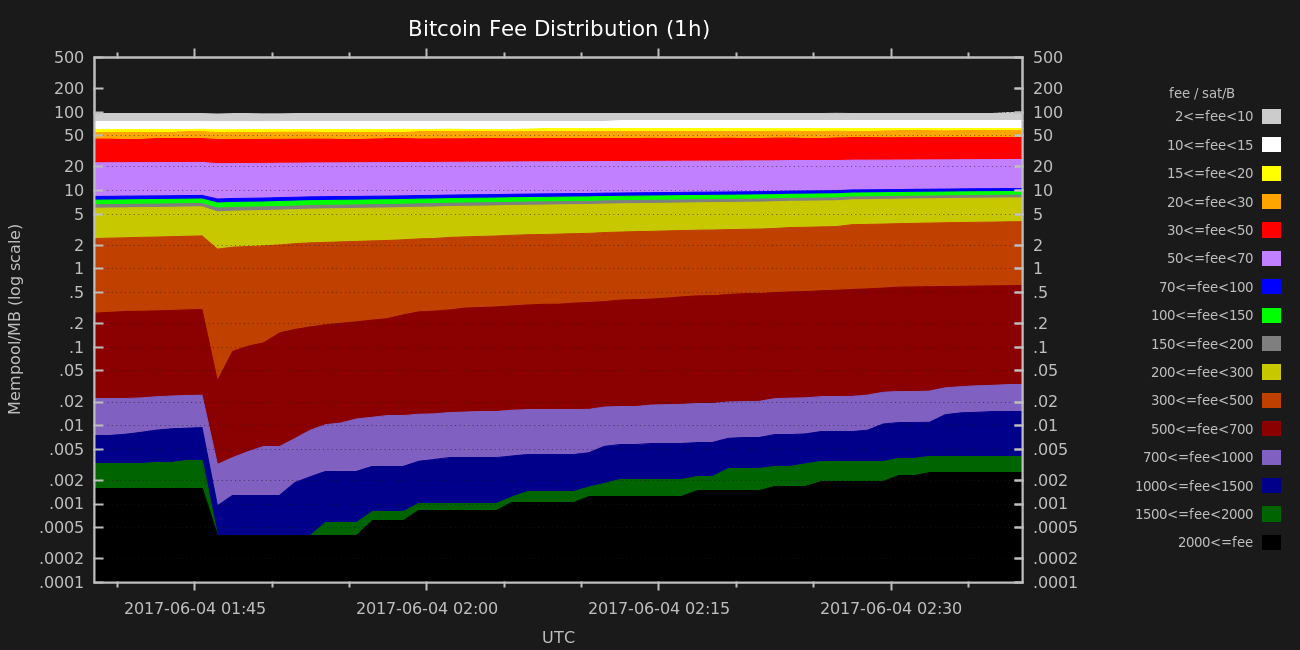 Bitcoin Fee Distribution (1h)
500
200
100
50
20
10
5
2
1
.5
.2
.1
.05
.02
.01
.005
.002
.001
.0005
.0002
.0001
Mempool/MB (log scale)
500
200
100
50
20
10
5
2
1
.5
.2
.1
.05
.02
.01
.005
.002
.001
.0005
.0002
.0001
fee / sat/B
2<=fee<10
10<=fee<15
15<=fee<20
20<=fee<30
30<=fee<50
50<=fee<70
70<=fee<100
100<=fee<150
150<=fee<200
200<=fee<300
300<=fee<500
500<=fee<700
700<=fee<1000
1000<=fee<1500
1500<=fee<2000
2000<=fee
2017-06-04 01:45 2017-06-04 02:00 2017-06-04 02:15 2017-06-04 02:30
UTC